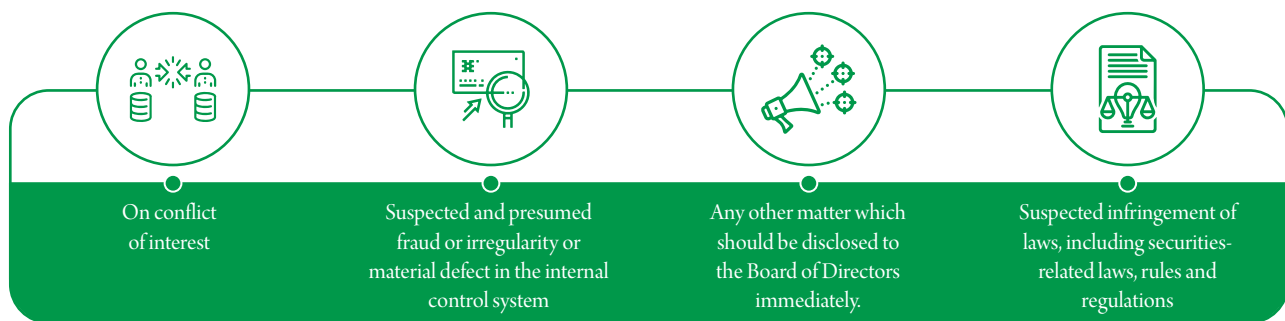 On conflict
of interest
Suspected and presumed
fraud or irregularity or
material defect in the internal
control system
Any other matter which
should be disclosed to
the Board of Directors
immediately.
Suspected infringement of
laws, including securities-
related laws, rules and
regulations